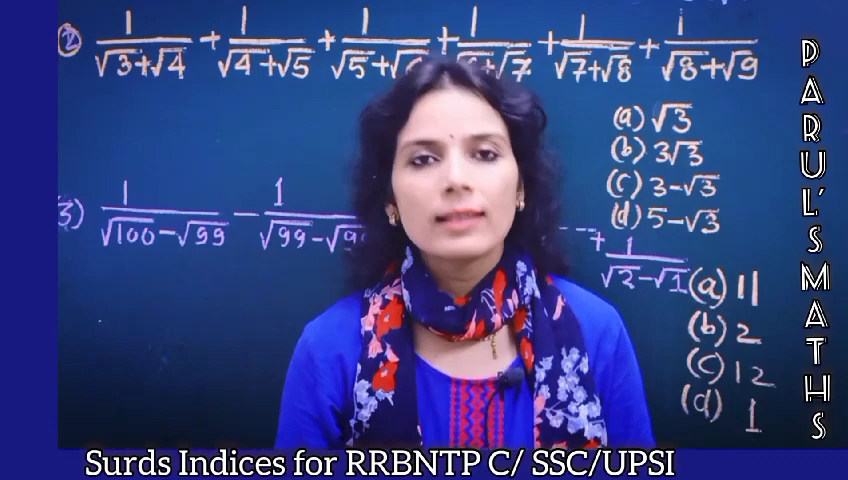 ② 1/(√3+√4) + 1/(√4+√5) + 1/(√5+√6) + 1/(√6+√7) + 1/(√7+√8) + 1/(√8+√9)
(a) √3
(b) 3√3
(c) 3-√3
(d) 5-√3
3) 1/(√100-√99) - 1/(√99-√9 --- + 1/(√2-√1)
(a) 11
(b) 2
(c) 12
(d) 1
PARUL'S MATHS
Surds Indices for RRBNTP C/ SSC/UPSI